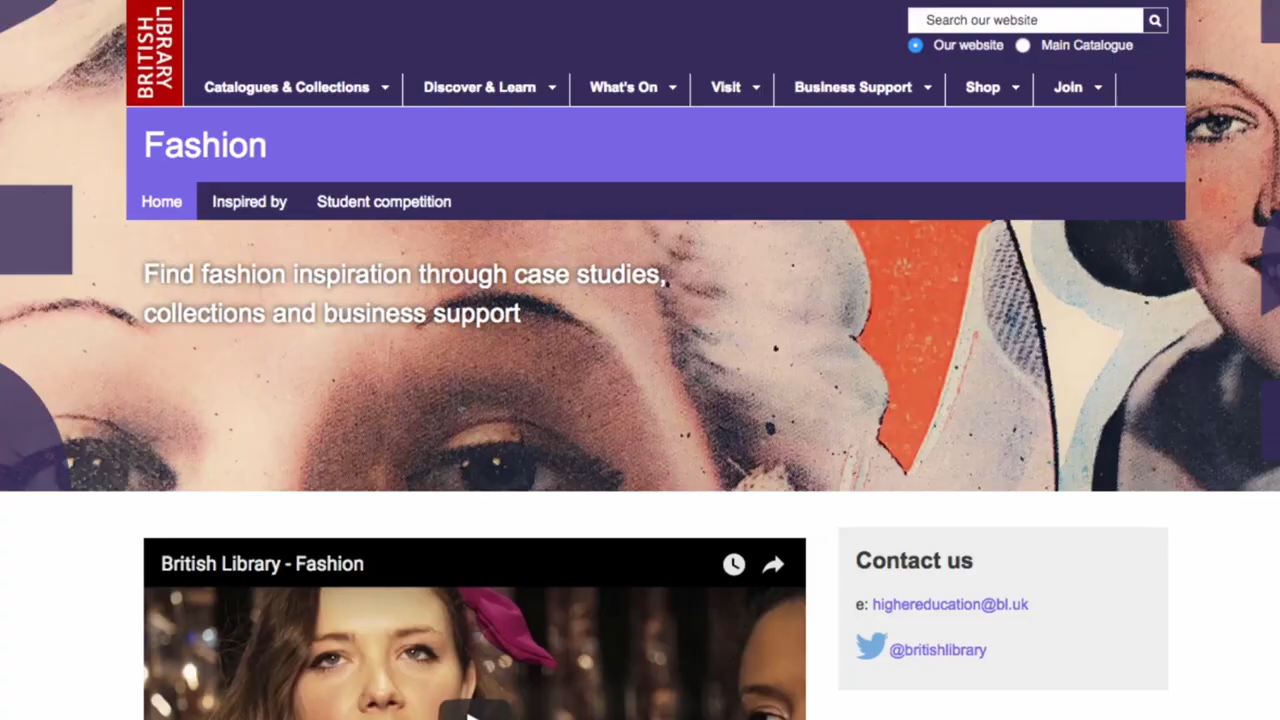 BRITISH
LIBRARY
Search our website
Our website Main Catalogue
Catalogues & Collections Discover & Learn What's On Visit Business Support Shop Join
Fashion
Home Inspired by Student competition
Find fashion inspiration through case studies,
collections and business support
British Library - Fashion
Contact us
e: highereducation@bl.uk
@britishlibrary